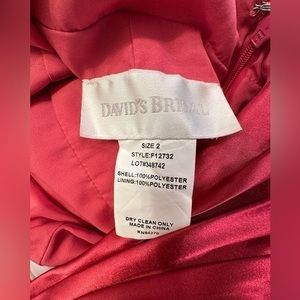 DAVID'S BRIDAL
SIZE 2
STYLE:F12732
LOT#348742
SHELL:100%POLYESTER
LINING:100%POLYESTER
DRY CLEAN ONLY
MADE IN CHINA